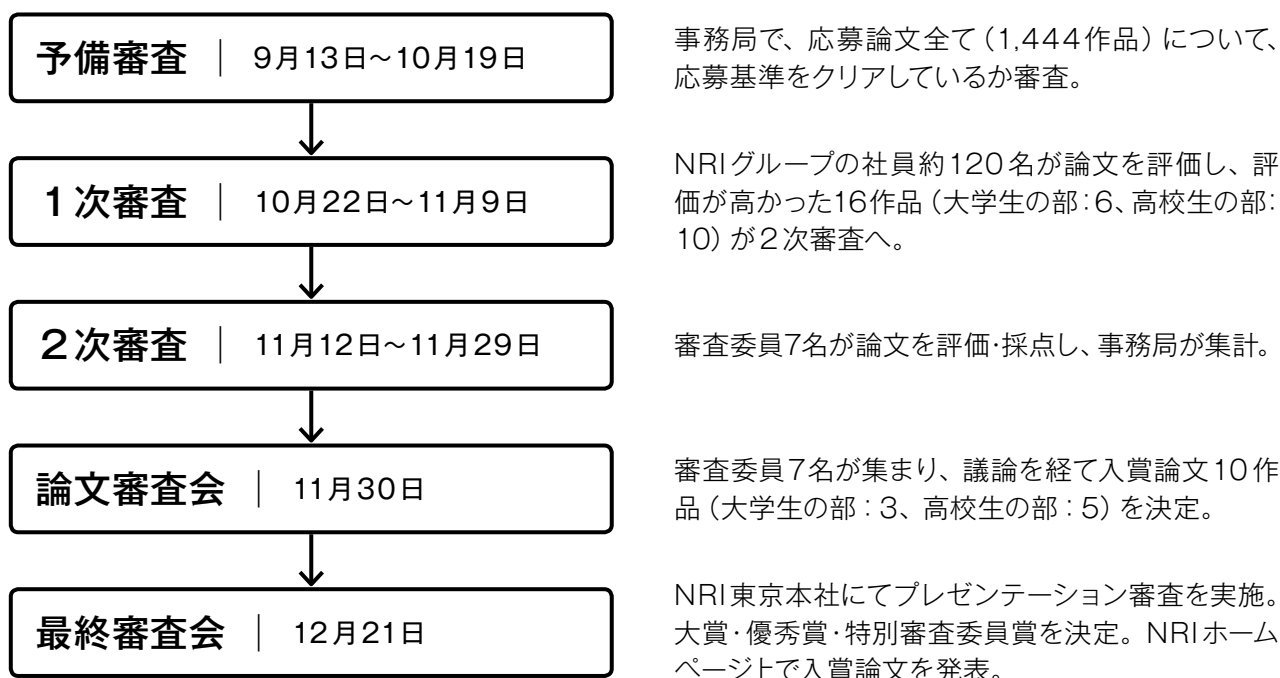 予備審査｜9月13日～10月19日
事務局で、応募論文全て（1,444作品）について、
応募基準をクリアしているか審査。
1次審査｜10月22日～11月9日
NRIグループの社員約120名が論文を評価し、評
価が高かった16作品（大学生の部：6、高校生の部：
10）が2次審査へ。
2次審査｜11月12日～11月29日
審査委員7名が論文を評価・採点し、事務局が集計。
論文審査会｜11月30日
審査委員7名が集まり、議論を経て入賞論文10作
品（大学生の部：3、高校生の部：5）を決定。
最終審査会｜12月21日
NRI東京本社にてプレゼンテーション審査を実施。
大賞・優秀賞・特別審査委員賞を決定。NRIホーム
ページ上で入賞論文を発表。